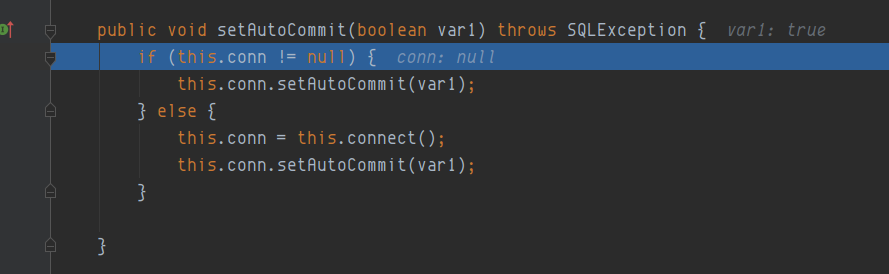 public void setAutoCommit(boolean var1) throws SQLException {  var1: true
if (this.conn != null) {  conn: null
this.conn.setAutoCommit(var1);
} else {
this.conn = this.connect();
this.conn.setAutoCommit(var1);
}
}